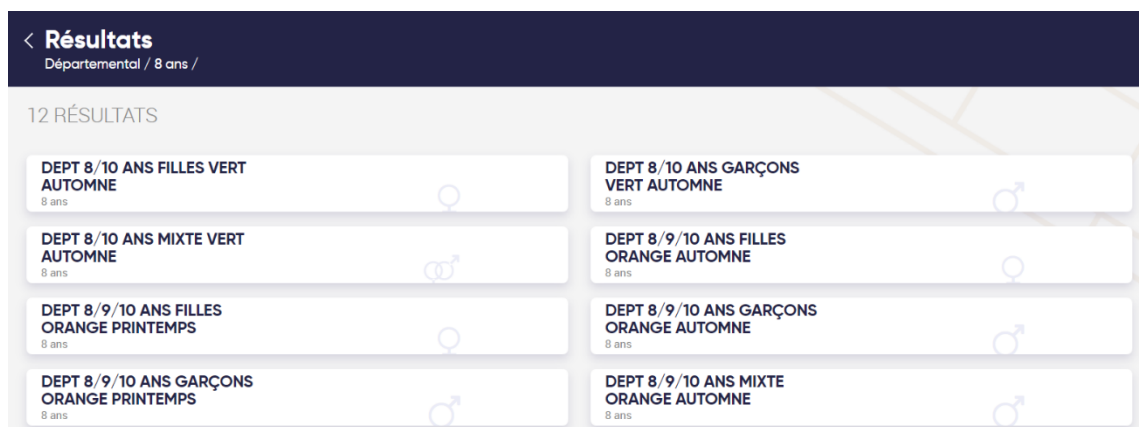 Résultats
Départemental / 8 ans /
12 RÉSULTATS
DEPT 8/10 ANS FILLES VERT
AUTOMNE
8 ans
DEPT 8/10 ANS GARÇONS
VERT AUTOMNE
8 ans
DEPT 8/10 ANS MIXTE VERT
AUTOMNE
8 ans
DEPT 8/9/10 ANS FILLES
ORANGE AUTOMNE
8 ans
DEPT 8/9/10 ANS FILLES
ORANGE PRINTEMPS
8 ans
DEPT 8/9/10 ANS GARÇONS
ORANGE AUTOMNE
8 ans
DEPT 8/9/10 ANS GARÇONS
ORANGE PRINTEMPS
8 ans
DEPT 8/9/10 ANS MIXTE
ORANGE AUTOMNE
8 ans